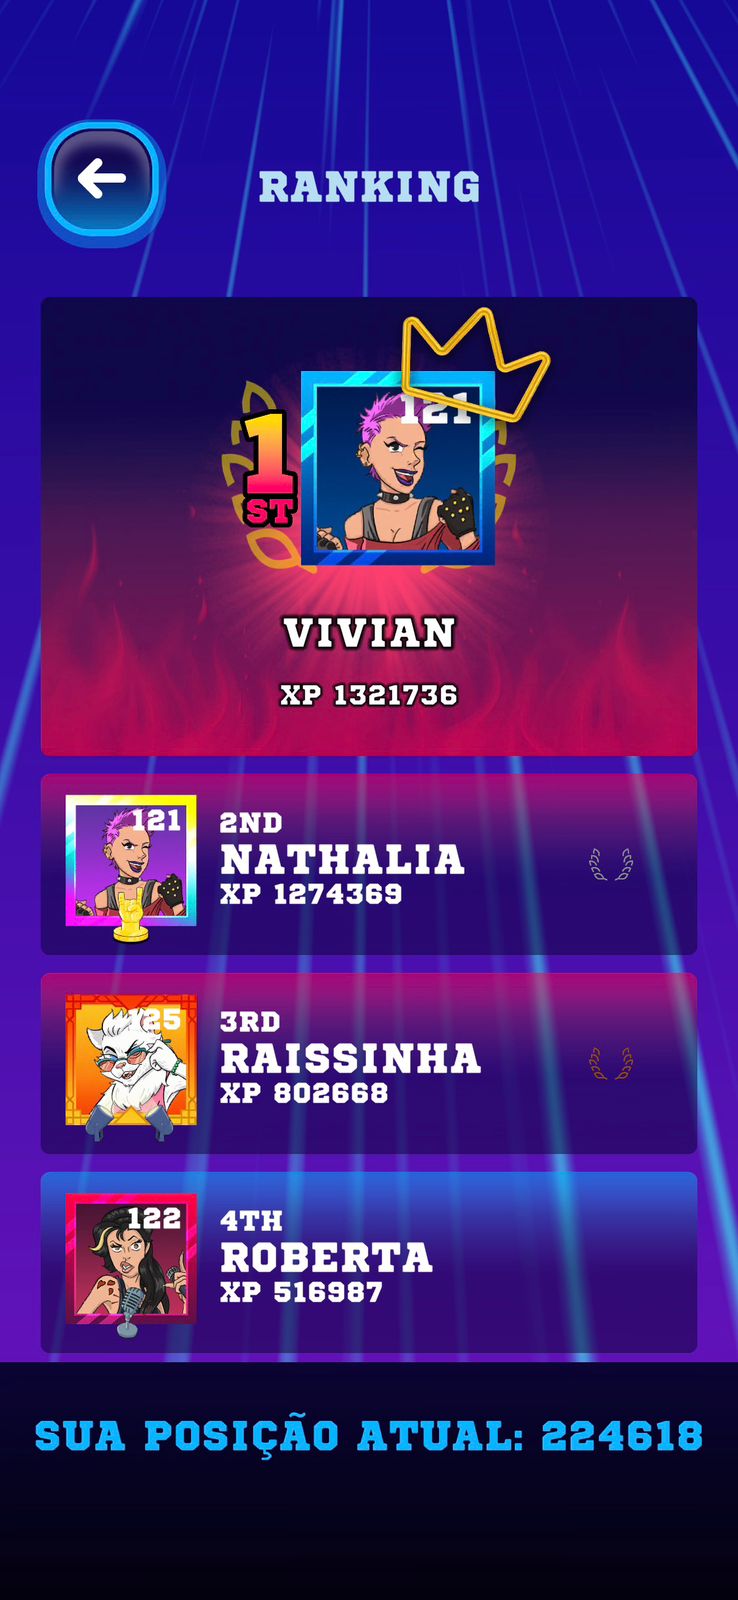 RANKING
121
1
ST
VIVIAN
XP 1321736
121
2ND
NATHALIA
XP 1274369
125
3RD
RAISSINHA
XP 802668
122
4TH
ROBERTA
XP 516987
SUA POSIÇÃO ATUAL: 224618